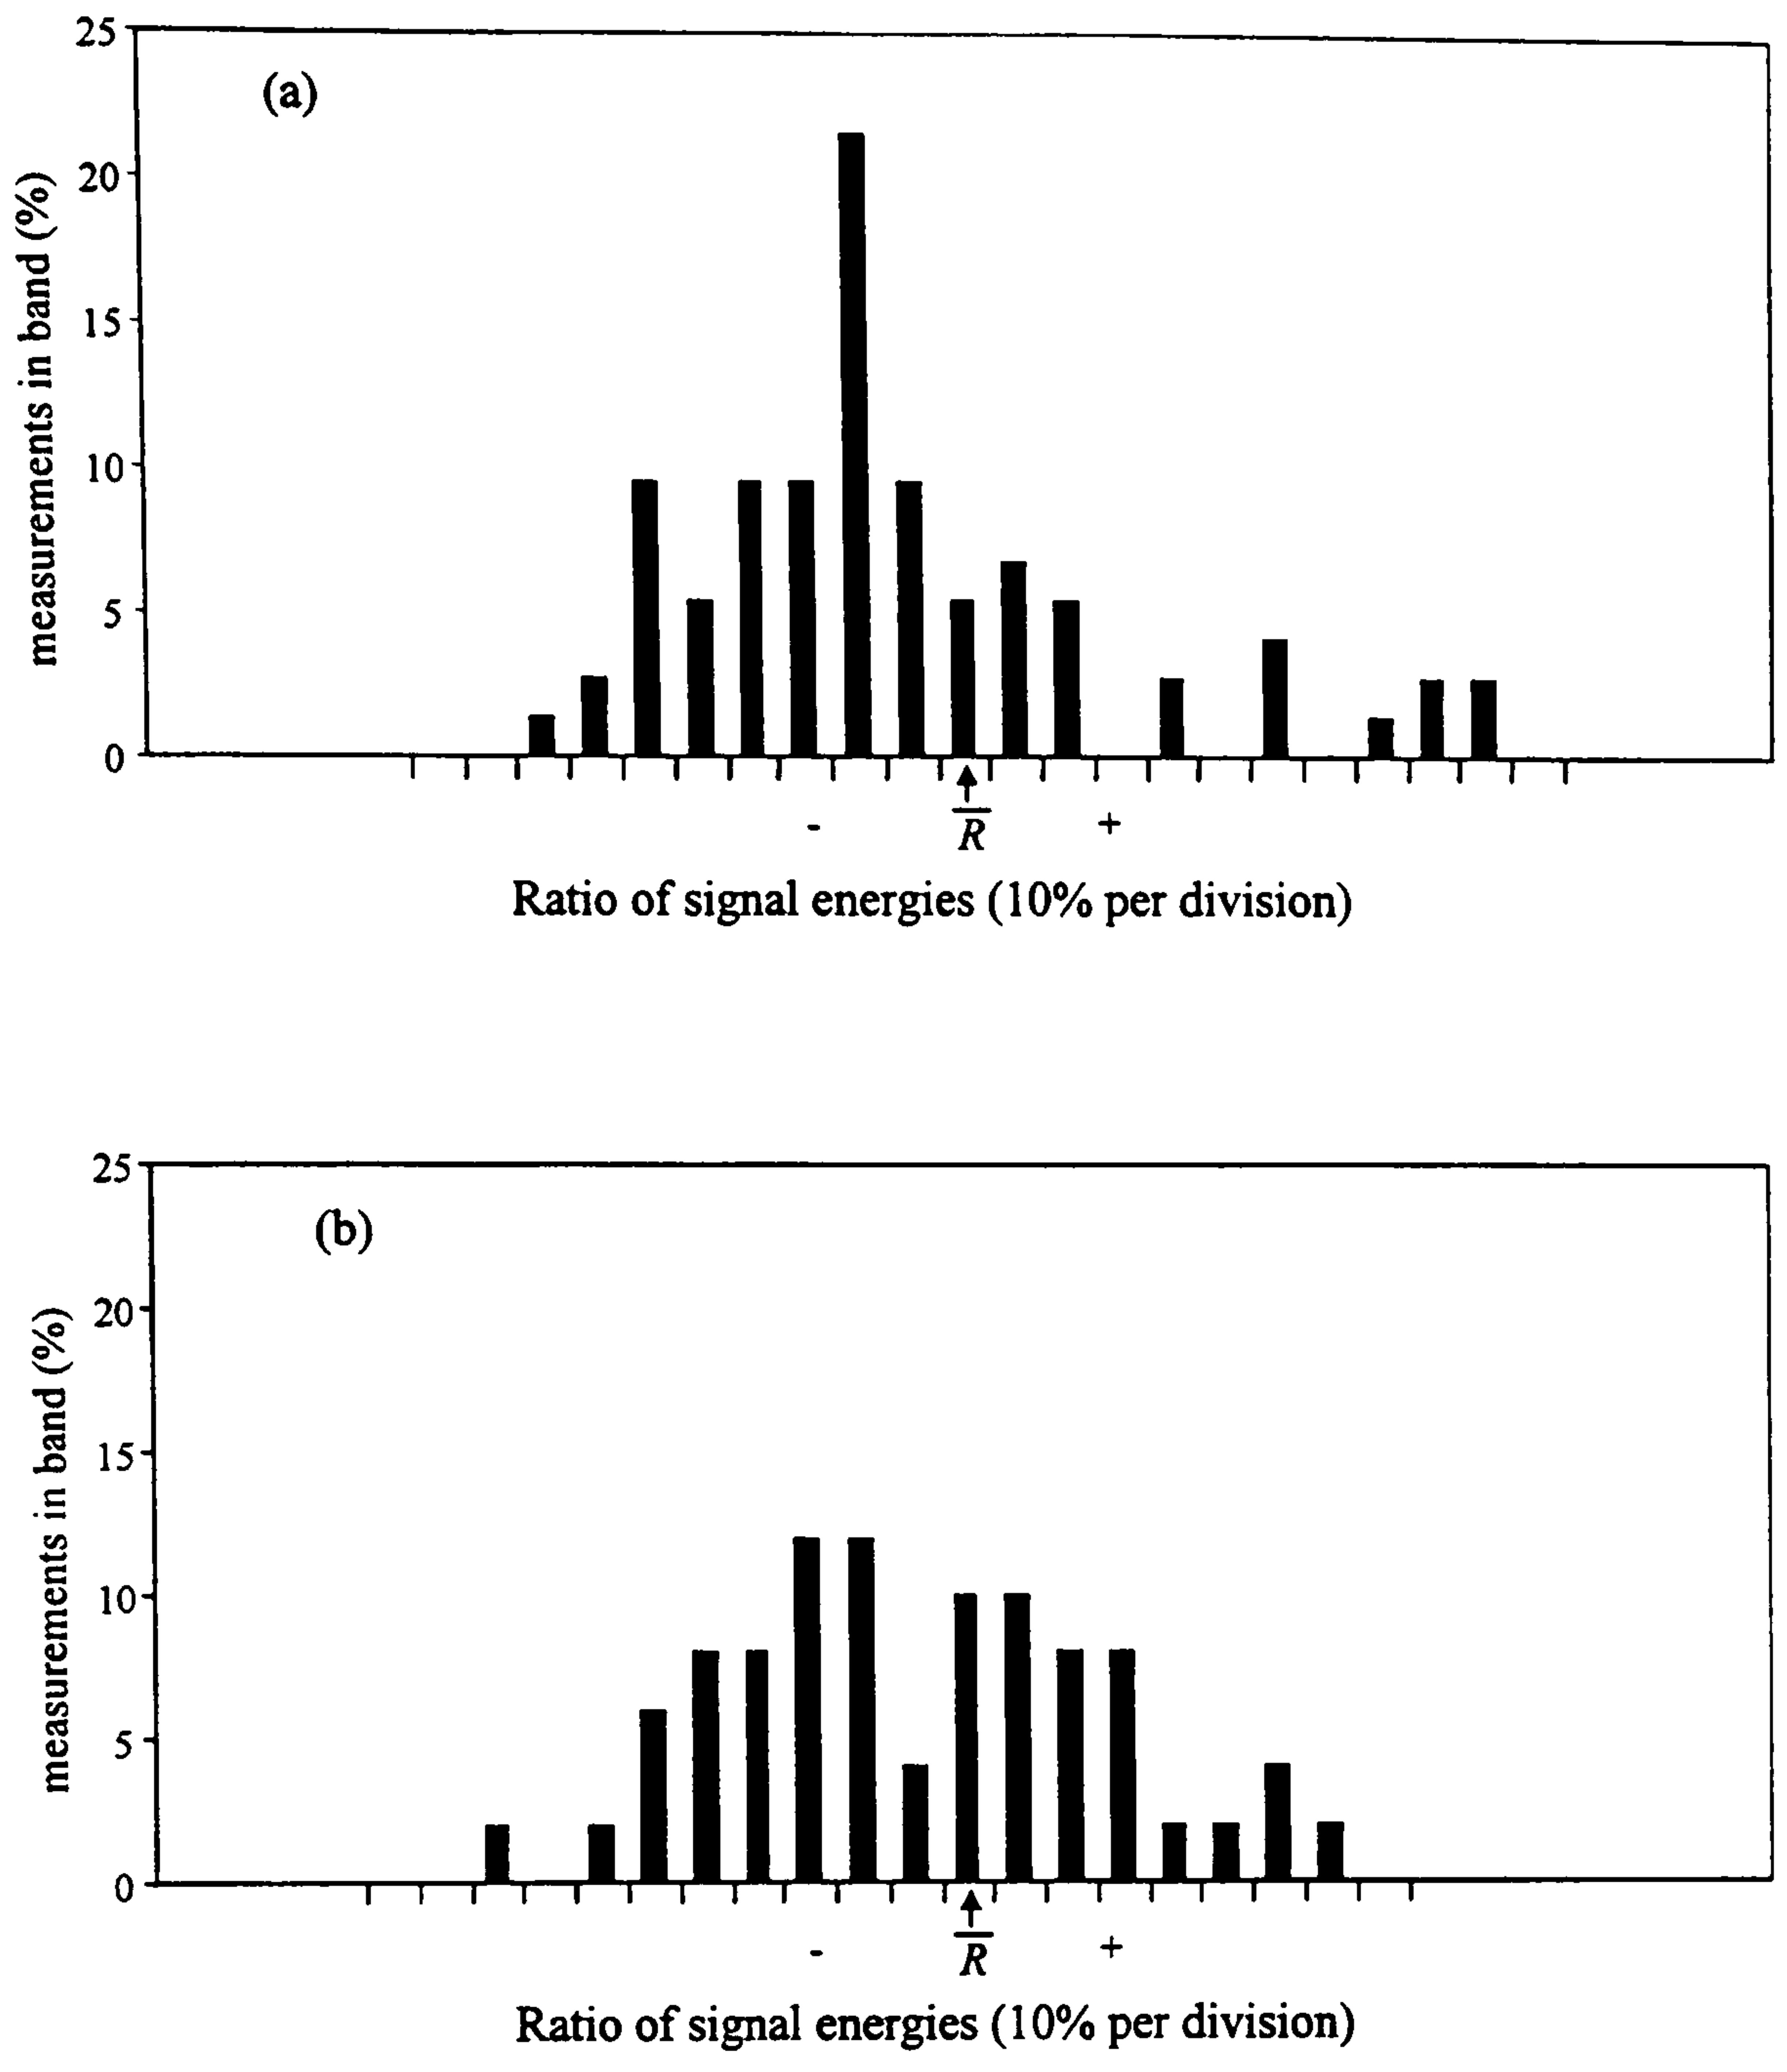 25
(a)
20
15
10
5
0
measurements in band (%)
- R̅ +
Ratio of signal energies (10% per division)
25
(b)
20
15
10
5
0
measurements in band (%)
- R̅ +
Ratio of signal energies (10% per division)